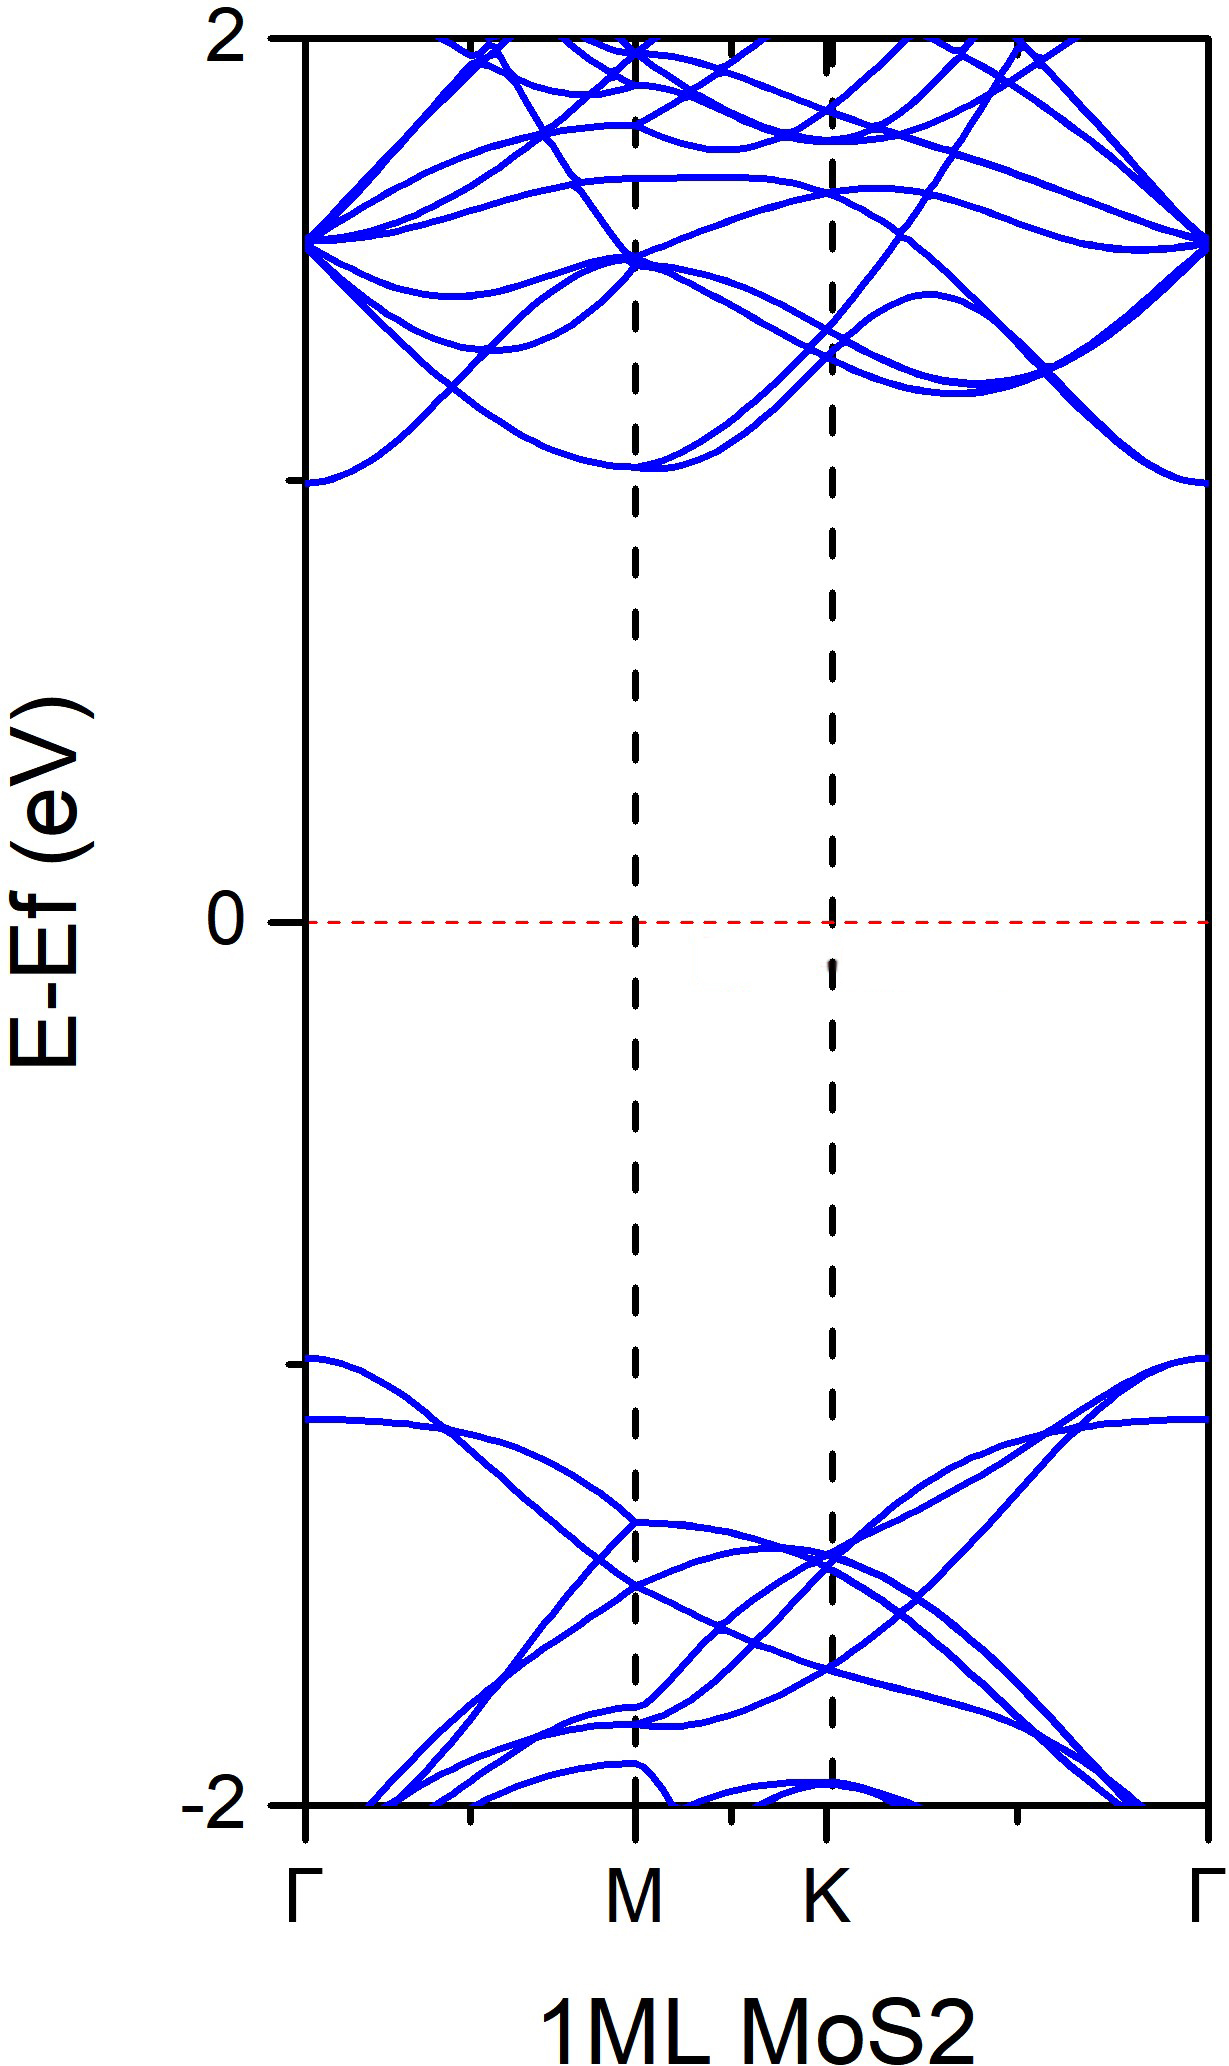 2
0
-2
E-Ef (eV)
Γ M K Γ
1ML MoS2